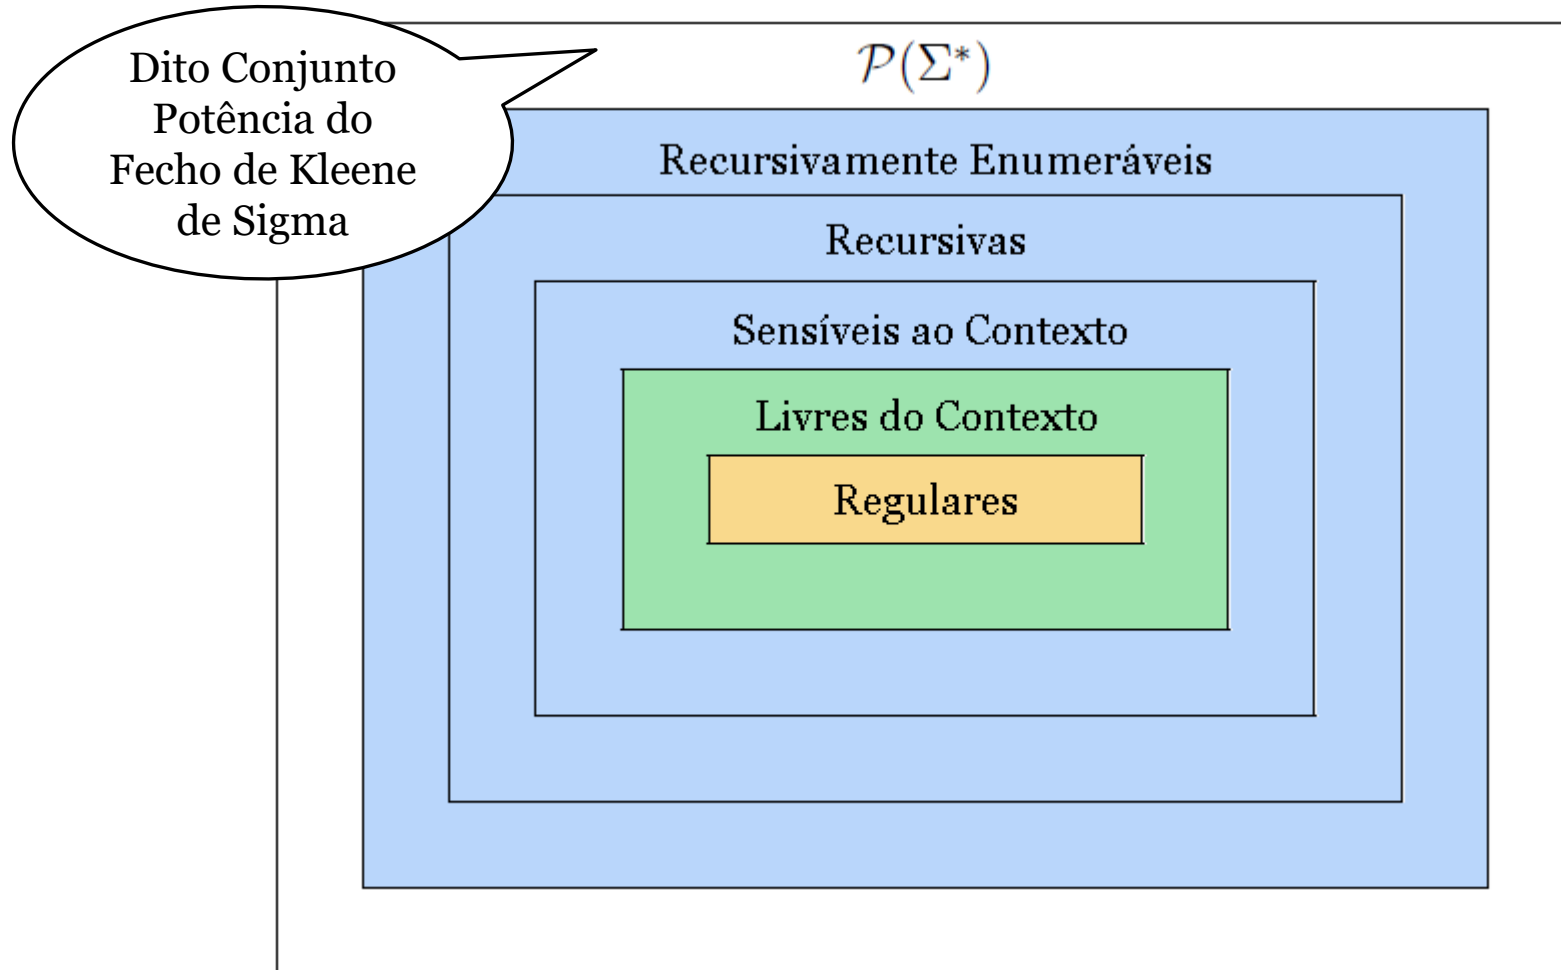 Dito Conjunto
Potência do
Fecho de Kleene
de Sigma
𝒫(Σ*)
Recursivamente Enumeráveis
Recursivas
Sensíveis ao Contexto
Livres do Contexto
Regulares